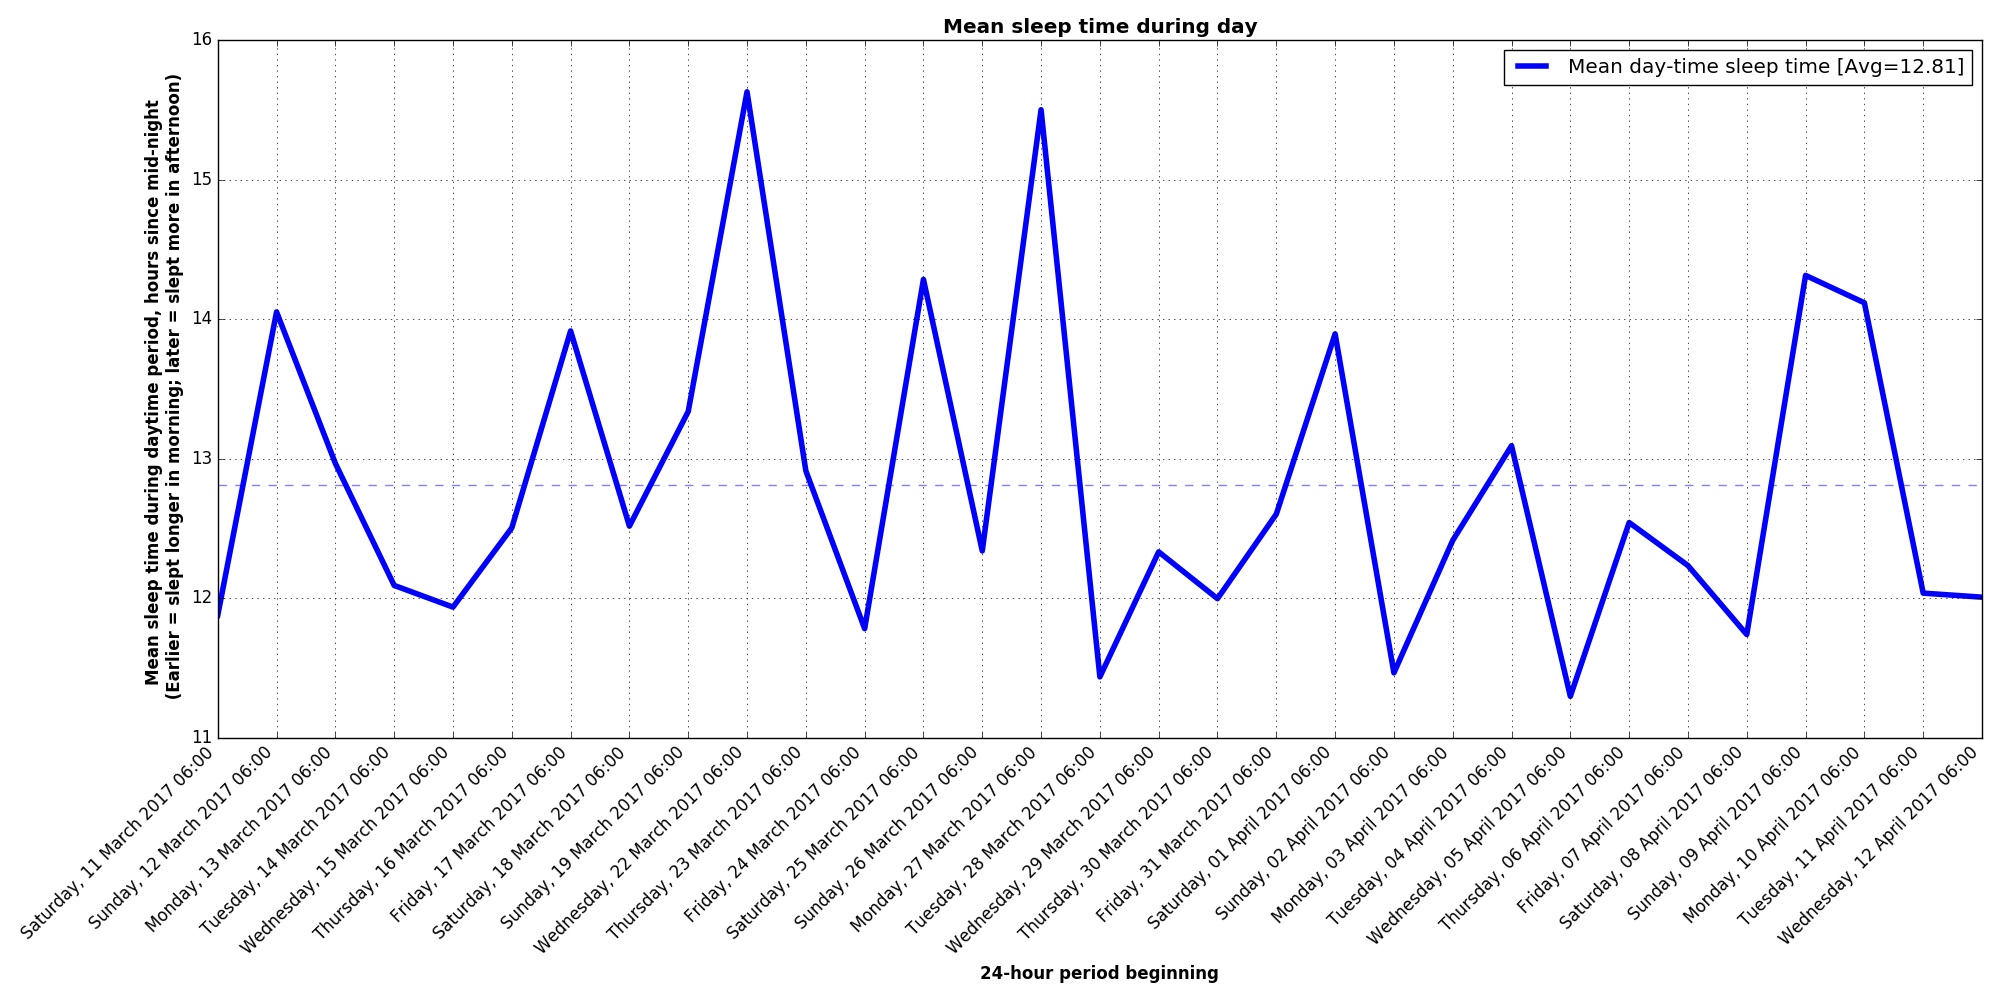 Mean sleep time during day
Mean day-time sleep time [Avg=12.81]
Mean sleep time during daytime period, hours since mid-night
(Earlier = slept longer in morning; later = slept more in afternoon)
16
15
14
13
12
11
Saturday, 11 March 2017 06:00
Sunday, 12 March 2017 06:00
Monday, 13 March 2017 06:00
Tuesday, 14 March 2017 06:00
Wednesday, 15 March 2017 06:00
Thursday, 16 March 2017 06:00
Friday, 17 March 2017 06:00
Saturday, 18 March 2017 06:00
Sunday, 19 March 2017 06:00
Wednesday, 22 March 2017 06:00
Thursday, 23 March 2017 06:00
Friday, 24 March 2017 06:00
Saturday, 25 March 2017 06:00
Sunday, 26 March 2017 06:00
Monday, 27 March 2017 06:00
Tuesday, 28 March 2017 06:00
Wednesday, 29 March 2017 06:00
Thursday, 30 March 2017 06:00
Friday, 31 March 2017 06:00
Saturday, 01 April 2017 06:00
Sunday, 02 April 2017 06:00
Monday, 03 April 2017 06:00
Tuesday, 04 April 2017 06:00
Wednesday, 05 April 2017 06:00
Thursday, 06 April 2017 06:00
Friday, 07 April 2017 06:00
Saturday, 08 April 2017 06:00
Sunday, 09 April 2017 06:00
Monday, 10 April 2017 06:00
Tuesday, 11 April 2017 06:00
Wednesday, 12 April 2017 06:00
24-hour period beginning